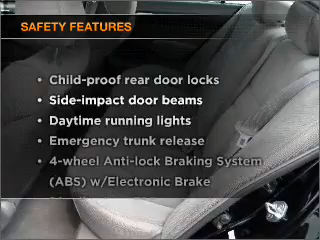 SAFETY FEATURES
• Child-proof rear door locks
• Side-impact door beams
• Daytime running lights
• Emergency trunk release
• 4-wheel Anti-lock Braking System
(ABS) w/Electronic Brake